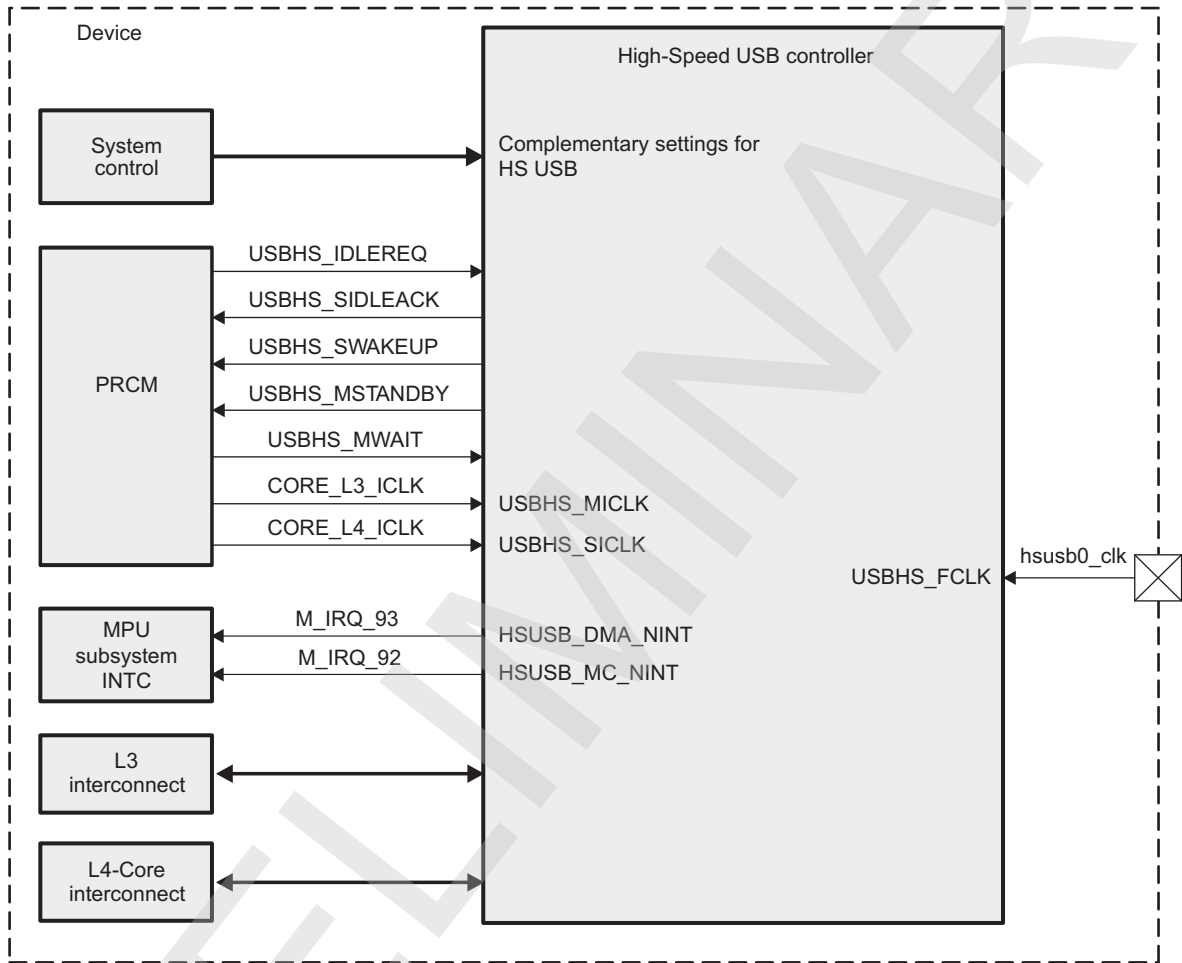 Device
High-Speed USB controller
System
control
Complementary settings for
HS USB
PRCM
USBHS_IDLEREQ
USBHS_SIDLEACK
USBHS_SWAKEUP
USBHS_MSTANDBY
USBHS_MWAIT
CORE_L3_ICLK
USBHS_MICLK
CORE_L4_ICLK
USBHS_SICLK
hsusb0_clk
USBHS_FCLK
MPU
subsystem
INTC
M_IRQ_93
HSUSB_DMA_NINT
M_IRQ_92
HSUSB_MC_NINT
L3
interconnect
L4-Core
interconnect
ELIMINAR